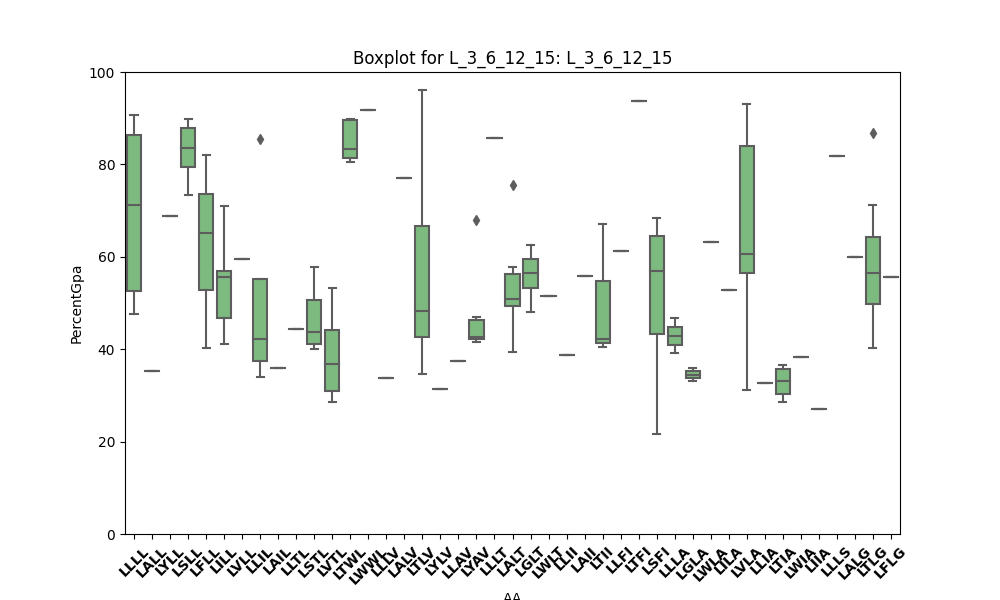 Boxplot for L_3_6_12_15: L_3_6_12_15
PercentGpa
100
80
60
40
20
0
LLLL LALL LYLL LSLL LFLL LILL LVLL LLIL LAIL LLTL LSTL LVTL LTWL LWWL LLLV LALV LTLV LYLV LLAV LYAV LLLT LALT LGLT LWLT LLII LAII LTII LLFI LTFI LSFI LLLA LGLA LWLA LILA LVLA LLIA LTIA LWIA LIIA LLLS LALG LTLG LFLG
AA